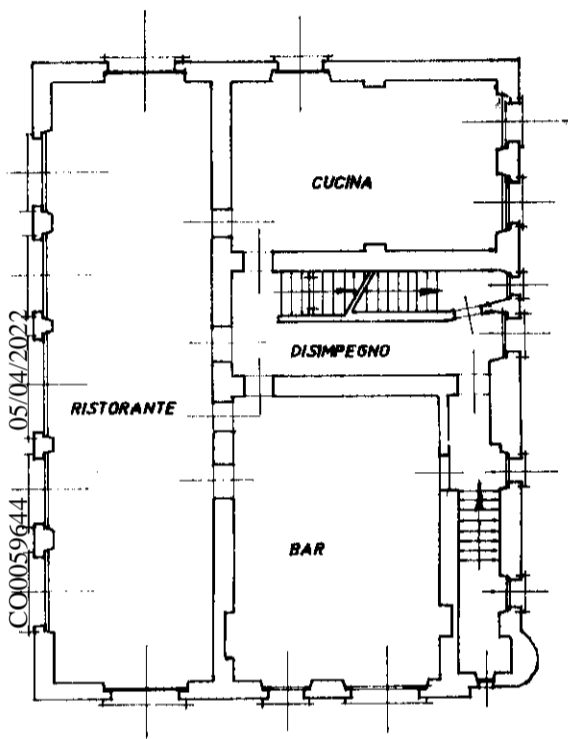 CUCINA
DISIMPEGNO
RISTORANTE
BAR
CO0059644 05/04/2022